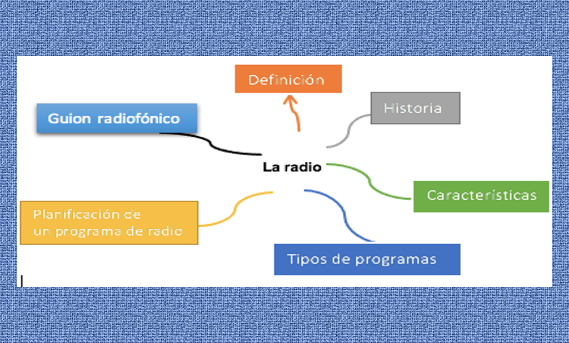 Definición
Historia
Guion radiofónico
La radio
Características
Planificación de
un programa de radio
Tipos de programas